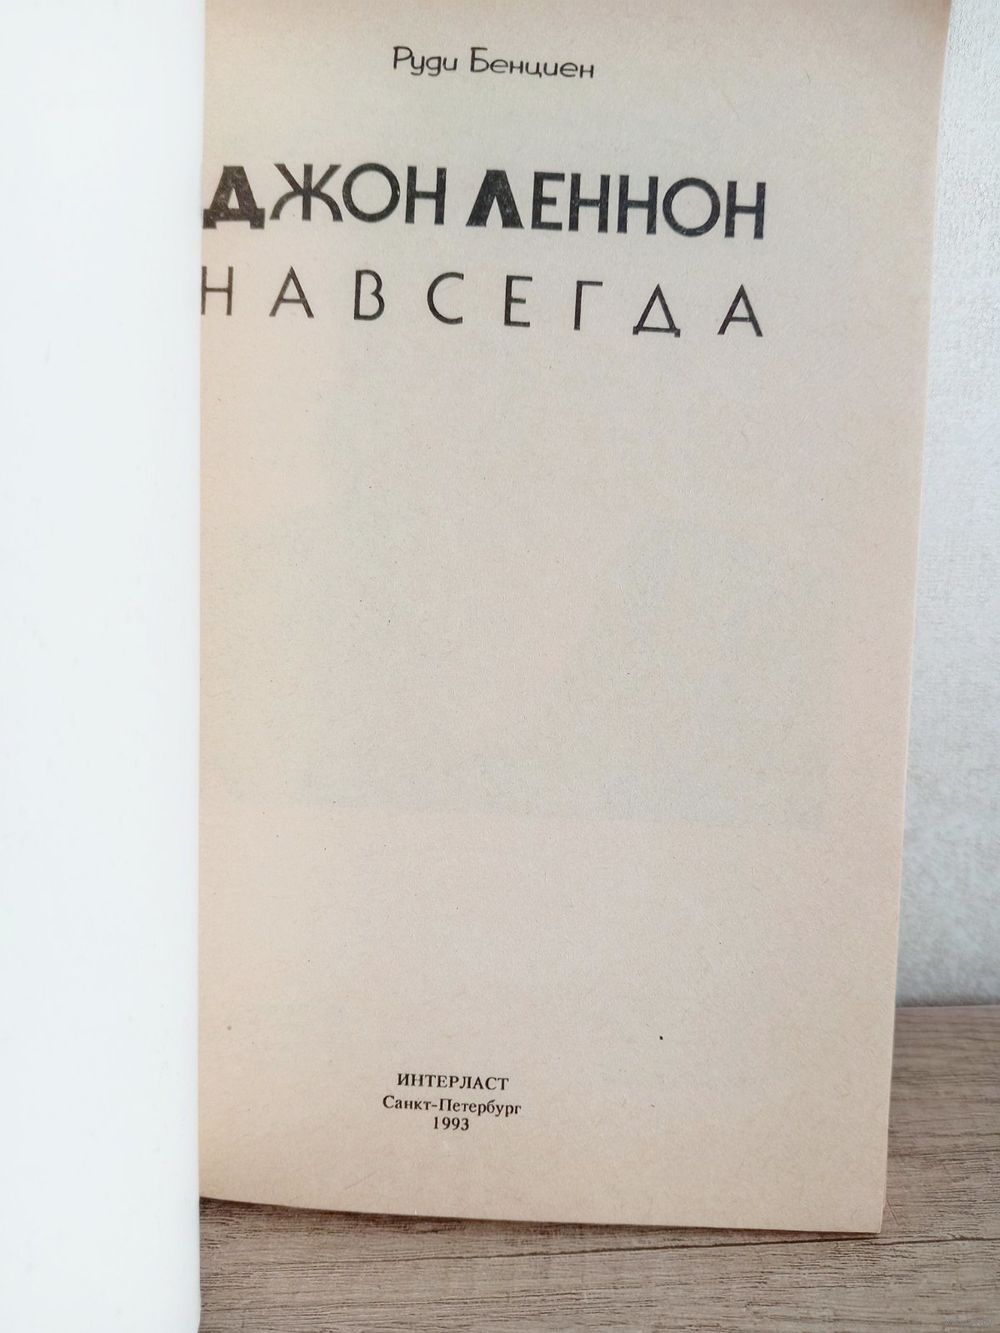 Руди Бенциен
ДЖОН ЛЕННОН
НАВСЕГДА
ИНТЕРЛАСТ
Санкт-Петербург
1993